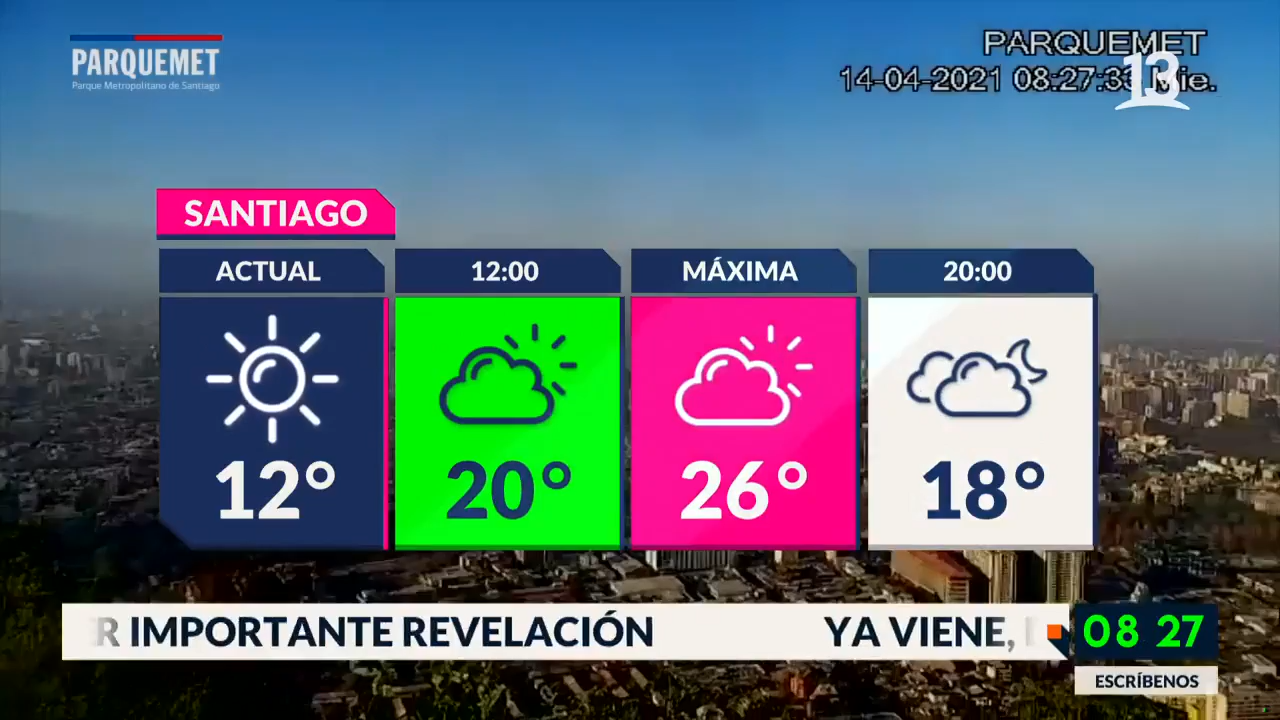 PARQUEMET
Parque Metropolitano de Santiago
PARQUEMET
14-04-2021 08:27:33 Mie.
13
SANTIAGO
ACTUAL
12:00
MÁXIMA
20:00
12°
20°
26°
18°
R IMPORTANTE REVELACIÓN
YA VIENE,
08 27
ESCRÍBENOS